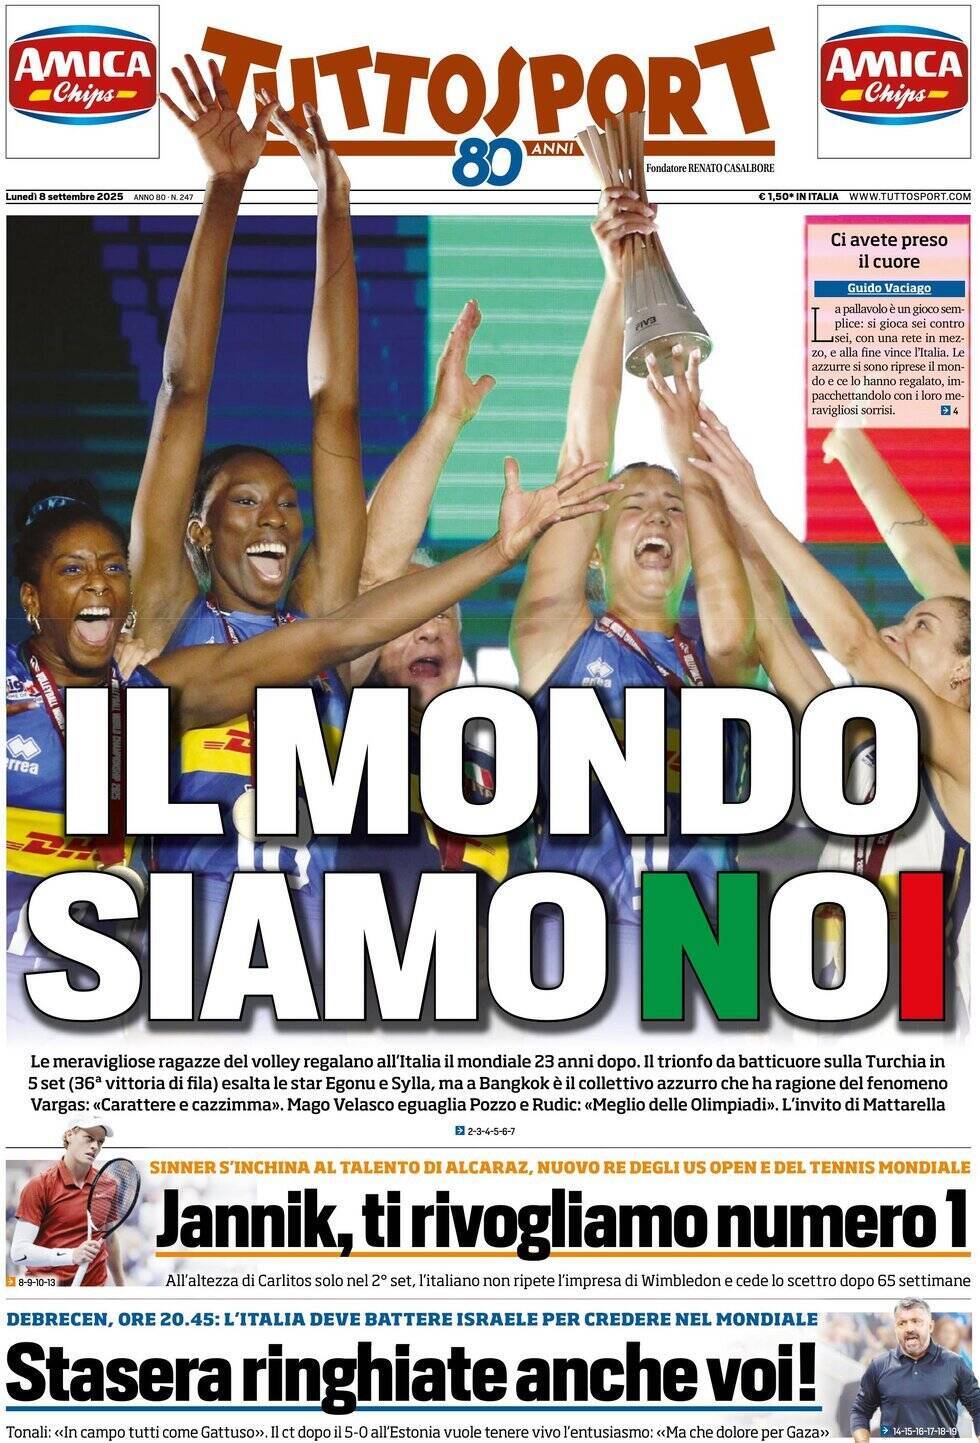 AMICA
Chips
TUTTOSPORT
80 ANNI
Fondatore RENATO CASALBORE
AMICA
Chips
Lunedì 8 settembre 2025 ANNO 80 · N. 247
€ 1,50* IN ITALIA WWW.TUTTOSPORT.COM
Ci avete preso
il cuore
Guido Vaciago
La pallavolo è un gioco sem-
plice: si gioca sei contro
sei, con una rete in mez-
zo, e alla fine vince l'Italia. Le
azzurre si sono riprese il mon-
do e ce lo hanno regalato, im-
pacchettandolo con i loro me-
ravigliosi sorrisi. 4
FIVB
erreà
erreà
DHL
DHL
IL MONDO
SIAMO NOI
Le meravigliose ragazze del volley regalano all'Italia il mondiale 23 anni dopo. Il trionfo da batticuore sulla Turchia in
5 set (36ª vittoria di fila) esalta le star Egonu e Sylla, ma a Bangkok è il collettivo azzurro che ha ragione del fenomeno
Vargas: «Carattere e cazzimma». Mago Velasco eguaglia Pozzo e Rudic: «Meglio delle Olimpiadi». L'invito di Mattarella
2-3-4-5-6-7
SINNER S'INCHINA AL TALENTO DI ALCARAZ, NUOVO RE DEGLI US OPEN E DEL TENNIS MONDIALE
Jannik, ti rivogliamo numero 1
8-9-10-13
All'altezza di Carlitos solo nel 2° set, l'italiano non ripete l'impresa di Wimbledon e cede lo scettro dopo 65 settimane
DEBRECEN, ORE 20.45: L'ITALIA DEVE BATTERE ISRAELE PER CREDERE NEL MONDIALE
Stasera ringhiate anche voi!
Tonali: «In campo tutti come Gattuso». Il ct dopo il 5-0 all'Estonia vuole tenere vivo l'entusiasmo: «Ma che dolore per Gaza»
14-15-16-17-18-19